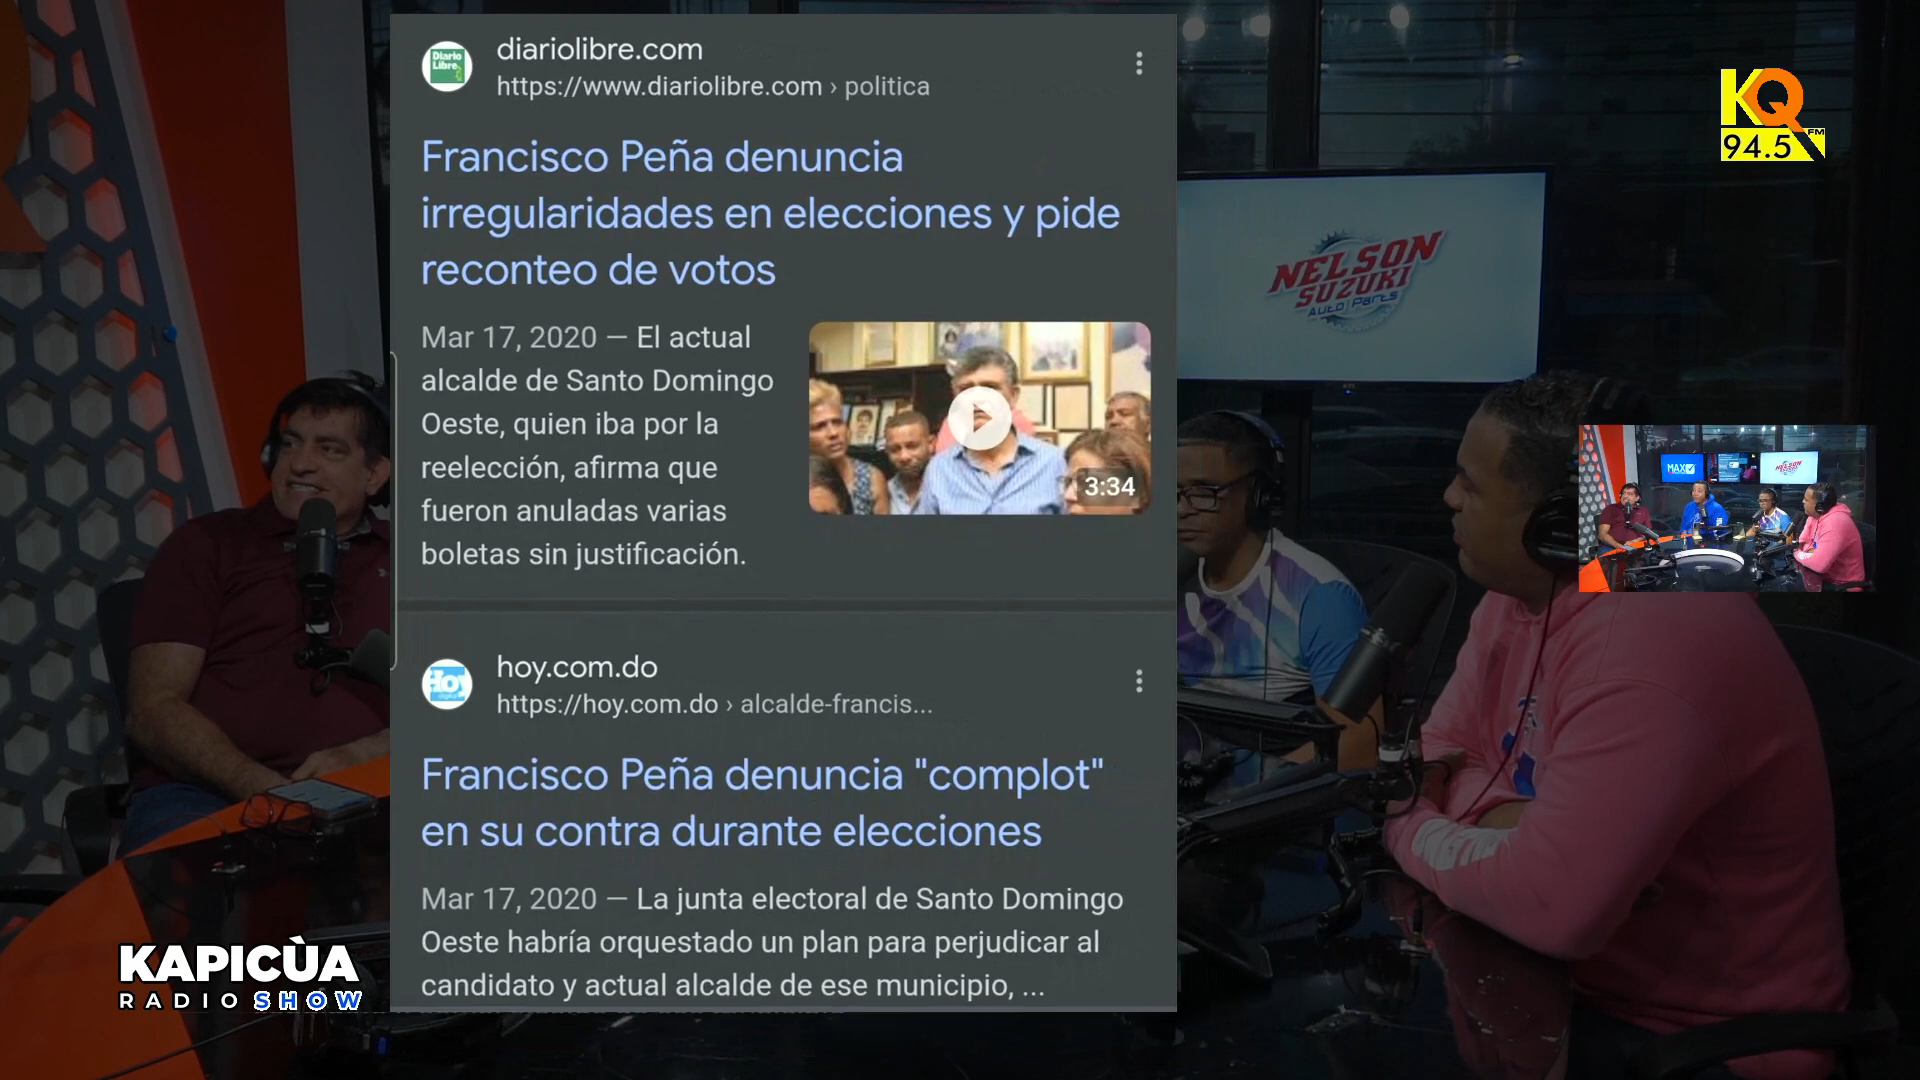 diariolibre.com
https://www.diariolibre.com › politica
Francisco Peña denuncia
irregularidades en elecciones y pide
reconteo de votos
Mar 17, 2020 — El actual
alcalde de Santo Domingo
Oeste, quien iba por la
reelección, afirma que
fueron anuladas varias
boletas sin justificación.
Diario
Libre
3:34
hoy.com.do
https://hoy.com.do › alcalde-francis...
Francisco Peña denuncia "complot"
en su contra durante elecciones
Mar 17, 2020 — La junta electoral de Santo Domingo
Oeste habría orquestado un plan para perjudicar al
candidato y actual alcalde de ese municipio, ...
Hoy
KQ
FM
94.5
NELSON
SUZUKI
AUTO Parts
MAX
KAPICÙA
RADIO SHOW